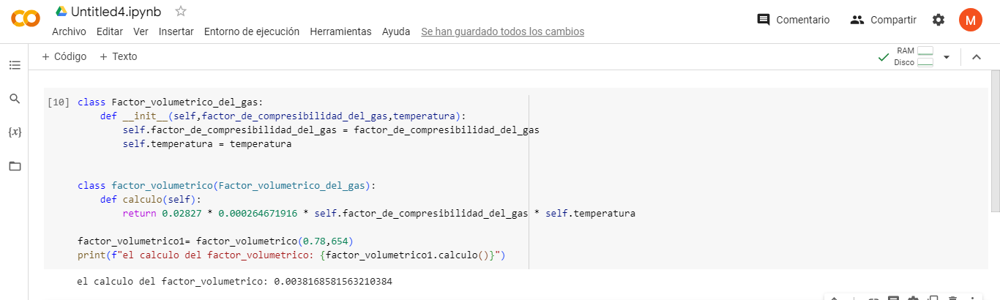 Untitled4.ipynb
Archivo Editar Ver Insertar Entorno de ejecución Herramientas Ayuda Se han guardado todos los cambios
Comentario Compartir M
+ Código + Texto
RAM
Disco
{x}
[10] class Factor_volumetrico_del_gas:
def __init__(self,factor_de_compresibilidad_del_gas,temperatura):
self.factor_de_compresibilidad_del_gas = factor_de_compresibilidad_del_gas
self.temperatura = temperatura
class factor_volumetrico(Factor_volumetrico_del_gas):
def calculo(self):
return 0.02827 * 0.000264671916 * self.factor_de_compresibilidad_del_gas * self.temperatura
factor_volumetrico1= factor_volumetrico(0.78,654)
print(f"el calculo del factor_volumetrico: {factor_volumetrico1.calculo()}")
el calculo del factor_volumetrico: 0.0038168581563210384